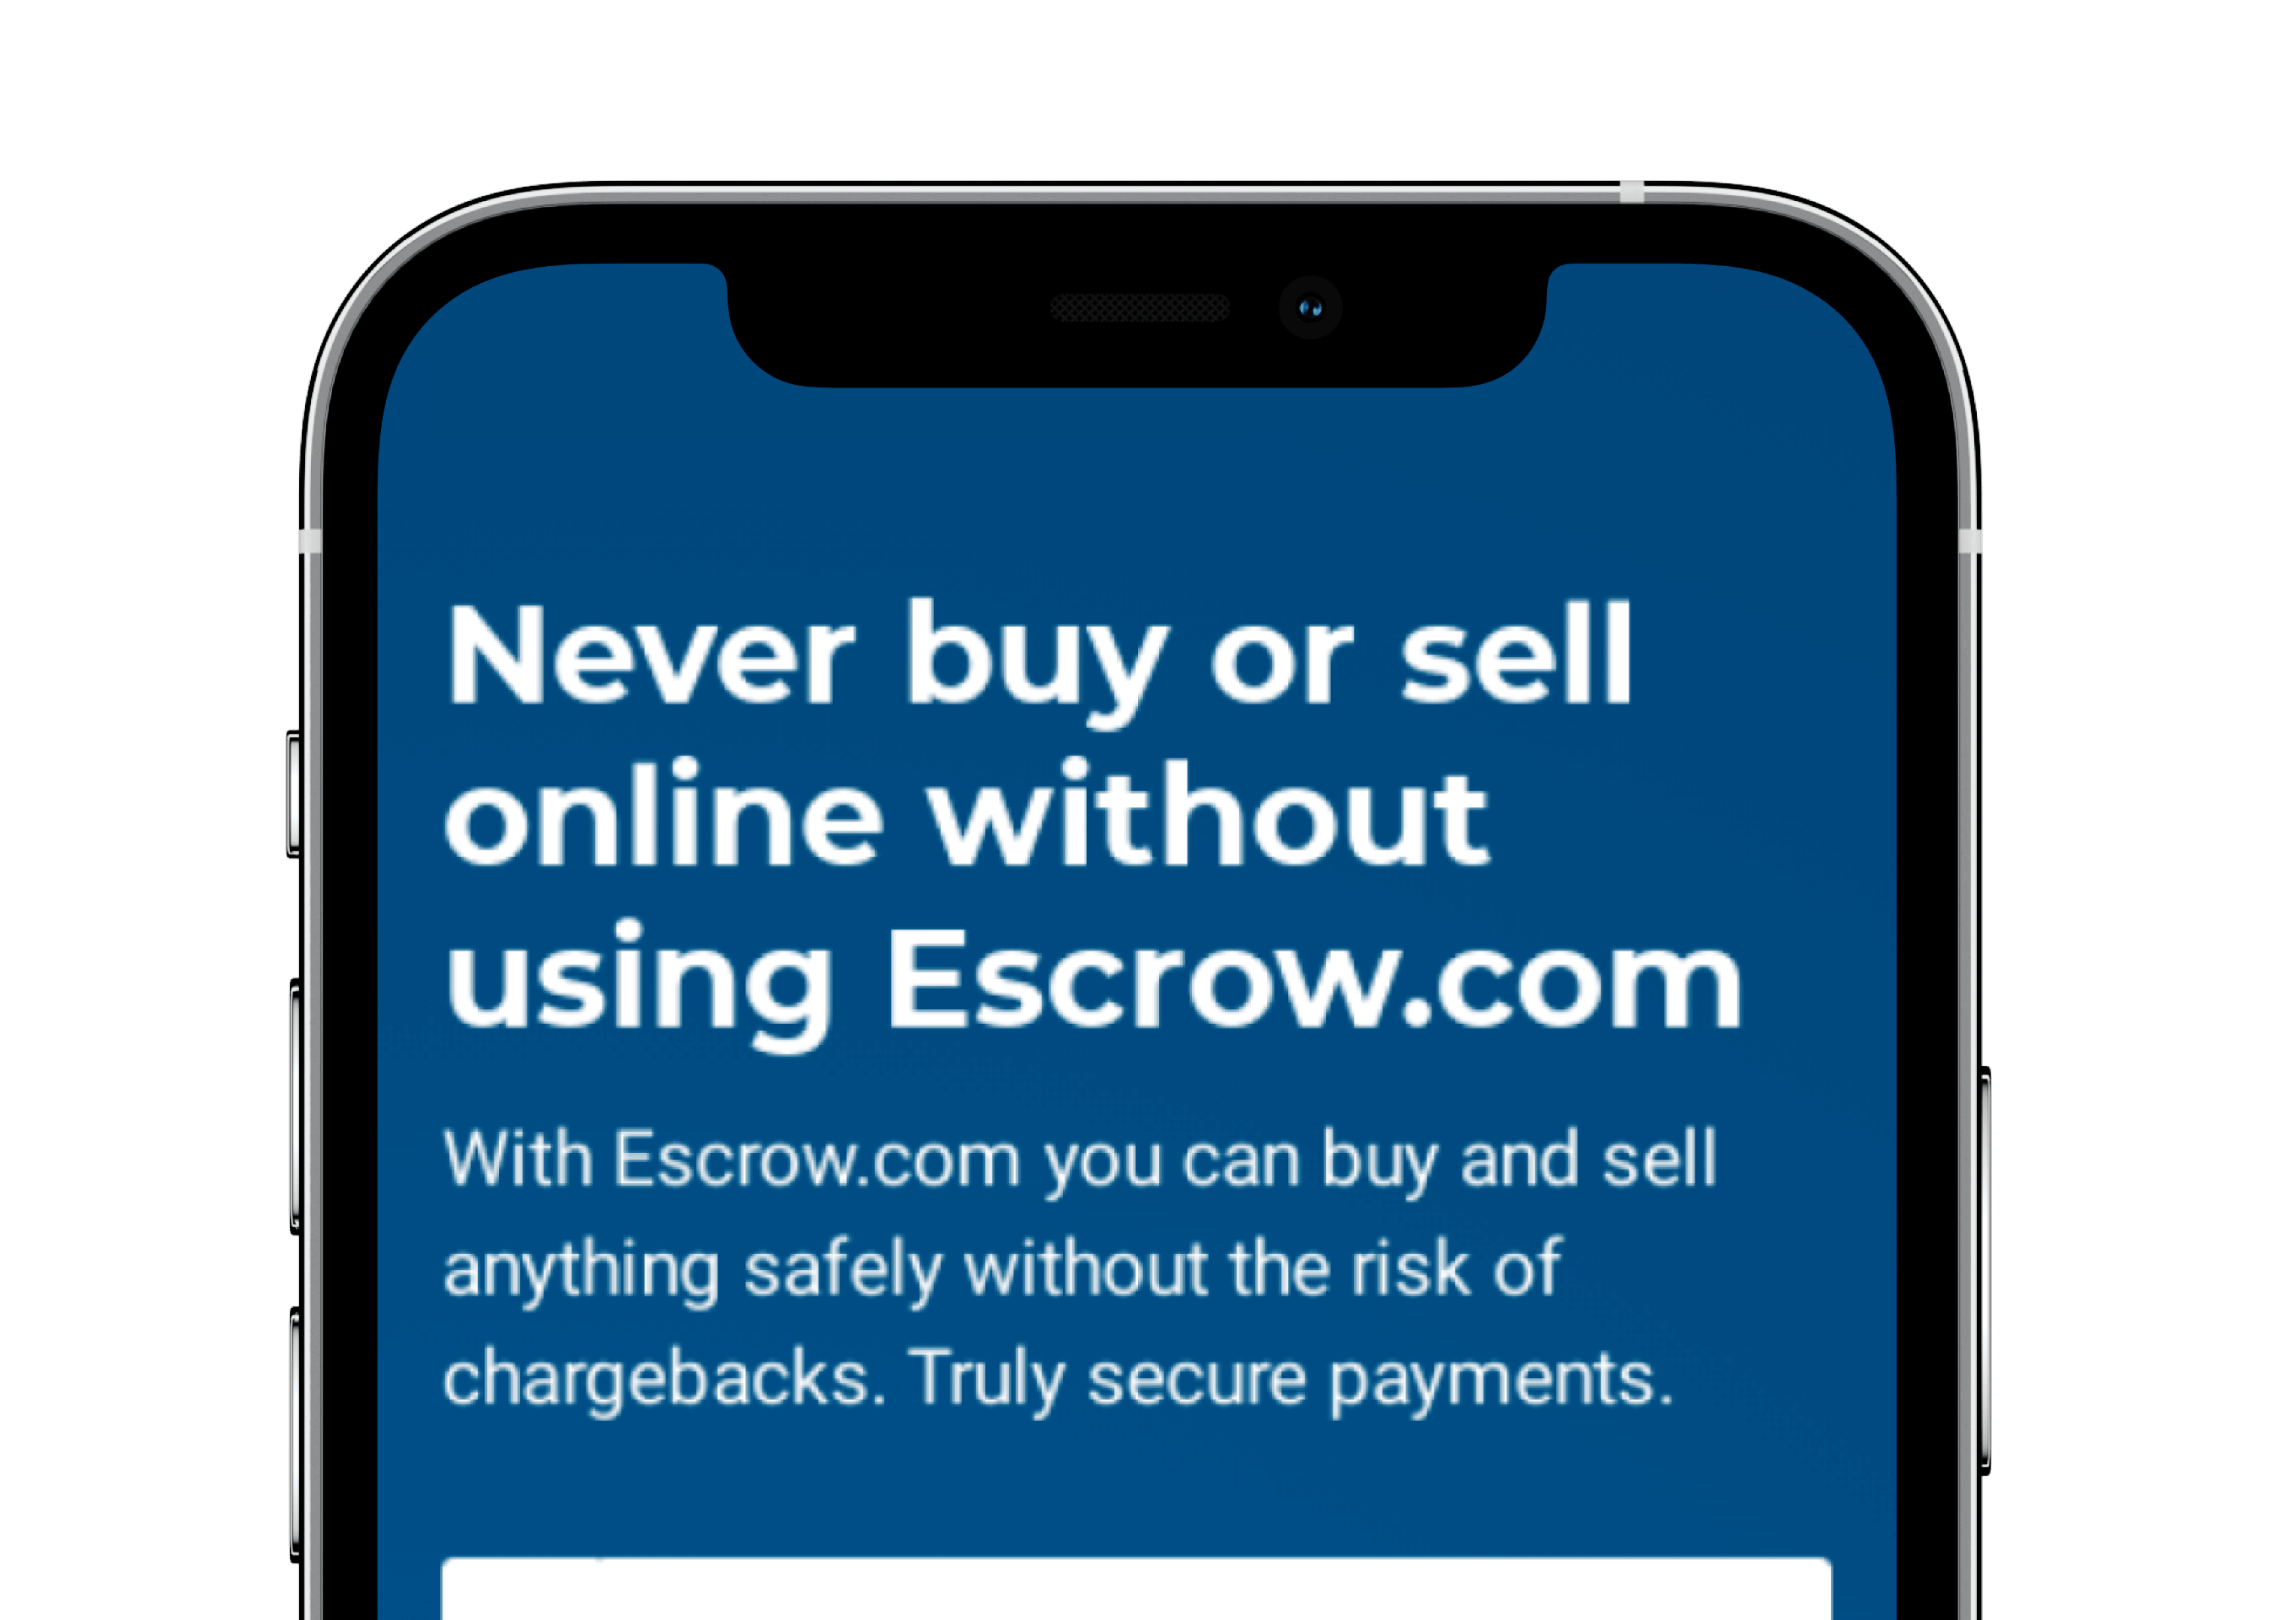 Never buy or sell
online without
using Escrow.com
With Escrow.com you can buy and sell
anything safely without the risk of
chargebacks. Truly secure payments.